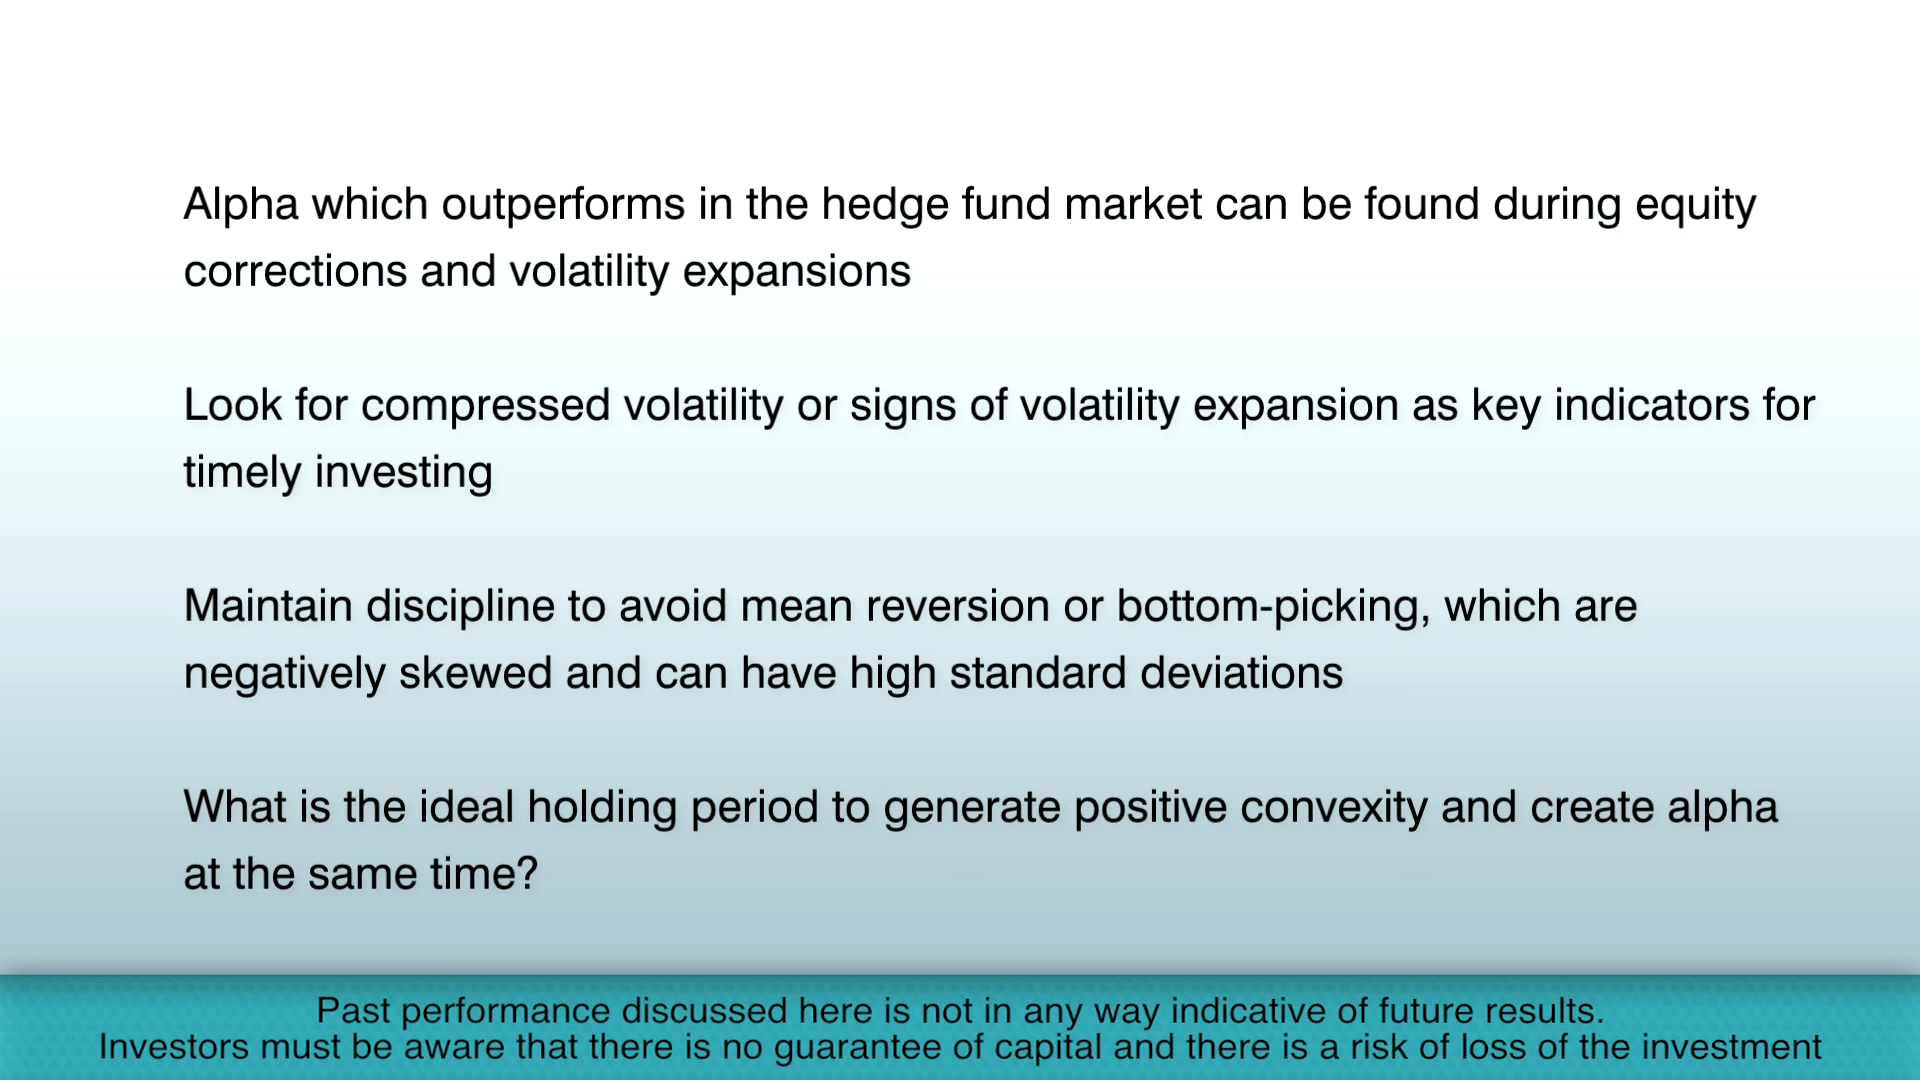 Alpha which outperforms in the hedge fund market can be found during equity
corrections and volatility expansions
Look for compressed volatility or signs of volatility expansion as key indicators for
timely investing
Maintain discipline to avoid mean reversion or bottom-picking, which are
negatively skewed and can have high standard deviations
What is the ideal holding period to generate positive convexity and create alpha
at the same time?
Past performance discussed here is not in any way indicative of future results.
Investors must be aware that there is no guarantee of capital and there is a risk of loss of the investment